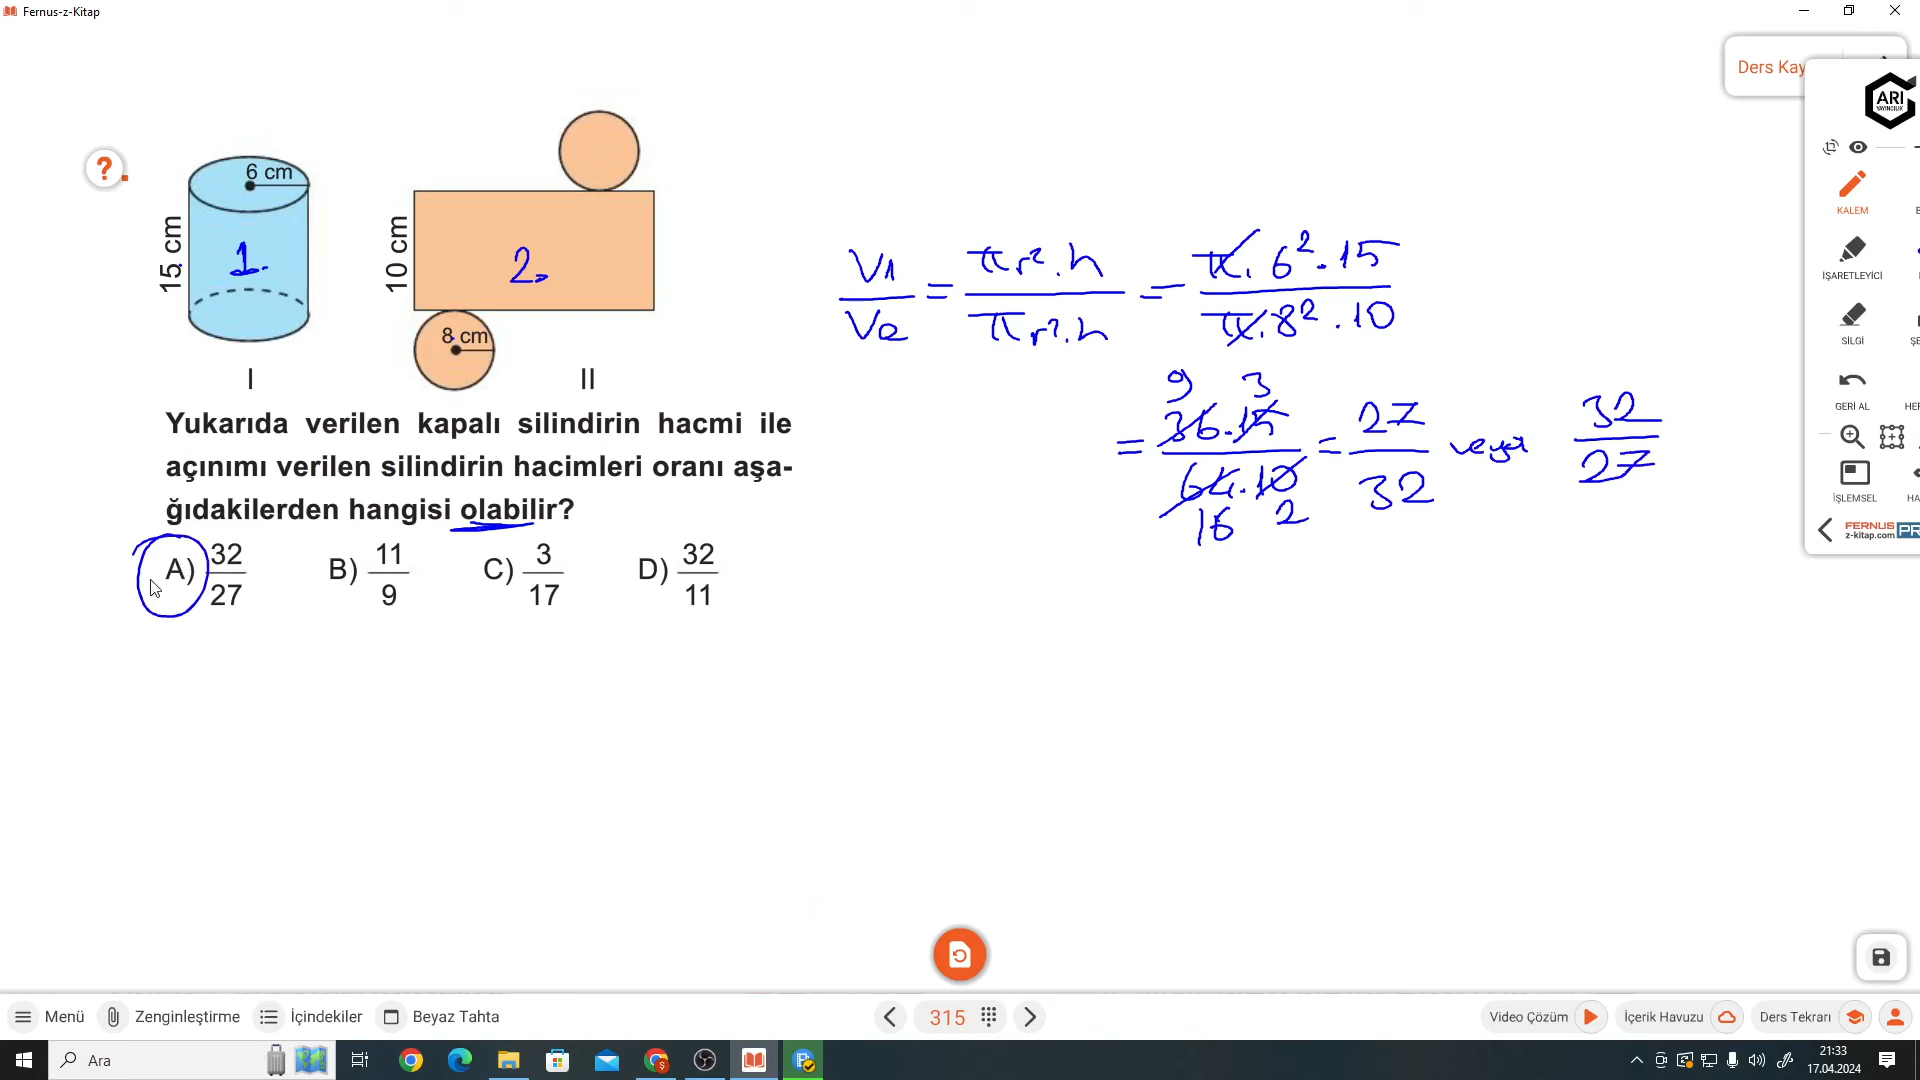 Fernus-z-Kitap
Ders Kay
ARI
YAYINCILIK
KALEM
İŞARETLEYİCİ
SİLGİ
GERİ AL
İŞLEMSEL
FERNUS
z-kitap.com
?.
6 cm
15 cm
1.
I
10 cm
2.
8 cm
II
V1/V2 = πr².h/πr².h = π.6².15/π.8².10
9 3
= 36.15/64.10 = 27/32 veya 32/27
16 2
Yukarıda verilen kapalı silindirin hacmi ile
açınımı verilen silindirin hacimleri oranı aşa-
ğıdakilerden hangisi olabilir?
A) 32/27 B) 11/9 C) 3/17 D) 32/11
Menü Zenginleştirme İçindekiler Beyaz Tahta 315 Video Çözüm İçerik Havuzu Ders Tekrarı
Ara
21:33
17.04.2024